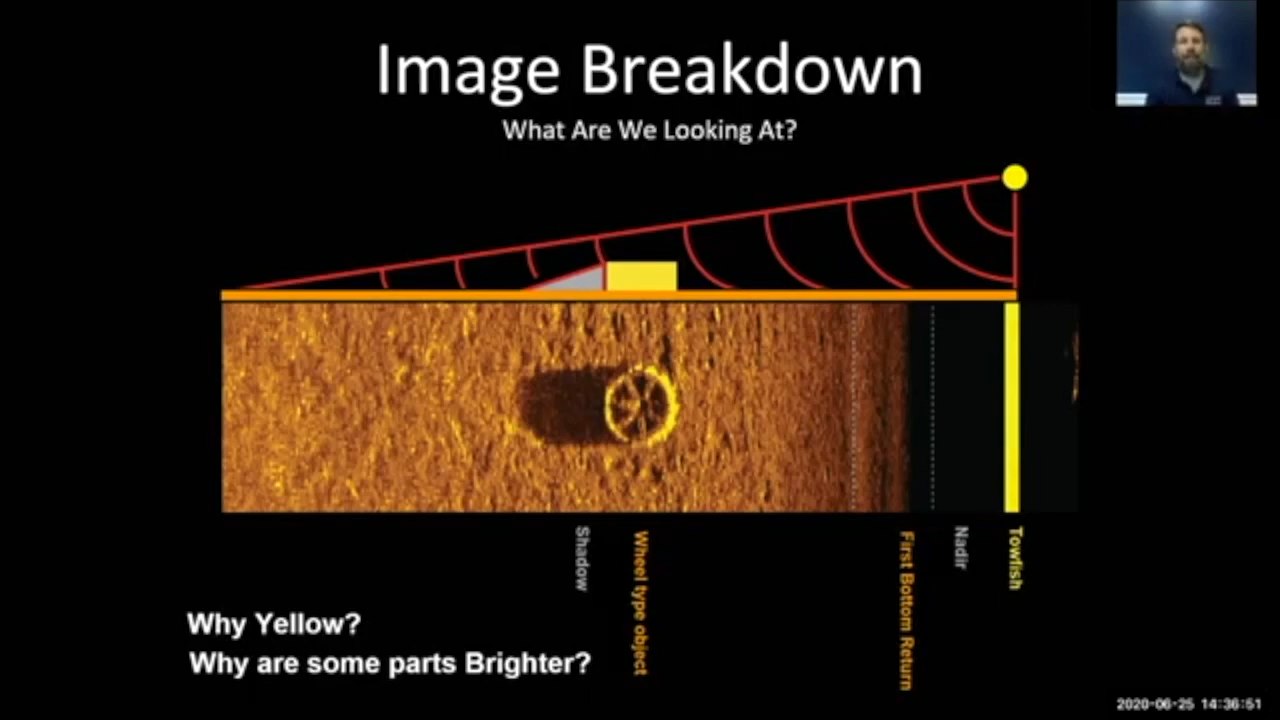 Image Breakdown
What Are We Looking At?
Shadow
Wheel type object
First Bottom Return
Nadir
Towfish
Why Yellow?
Why are some parts Brighter?
2020-06-25 14:36:51